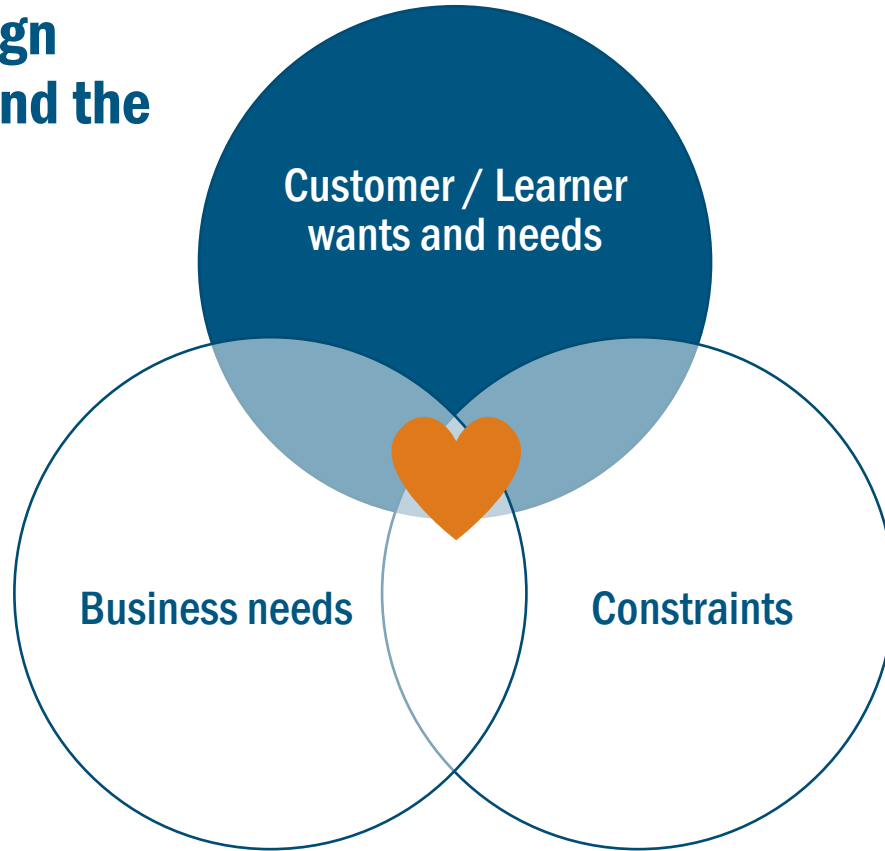 gn
nd the
Customer / Learner
wants and needs
Business needs
Constraints